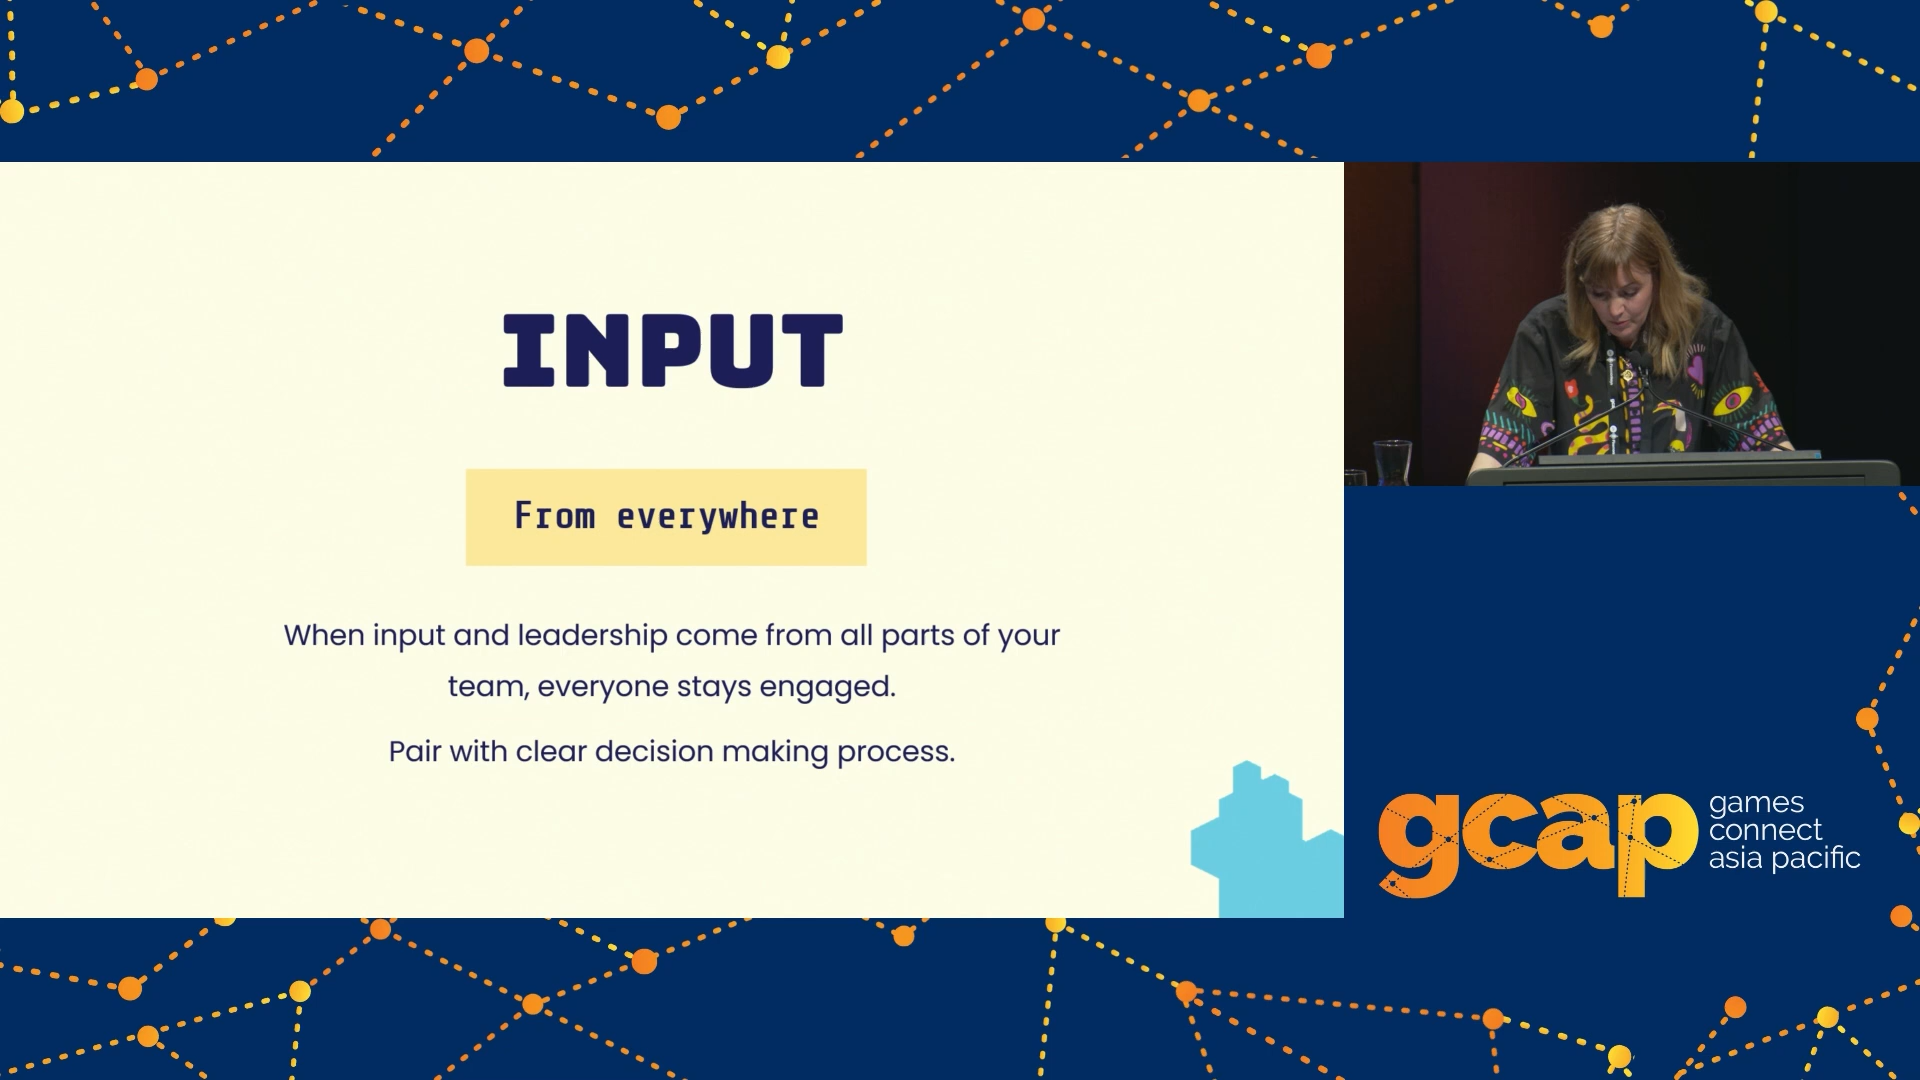 INPUT
From everywhere
When input and leadership come from all parts of your
team, everyone stays engaged.
Pair with clear decision making process.
gcap
games
connect
asia pacific